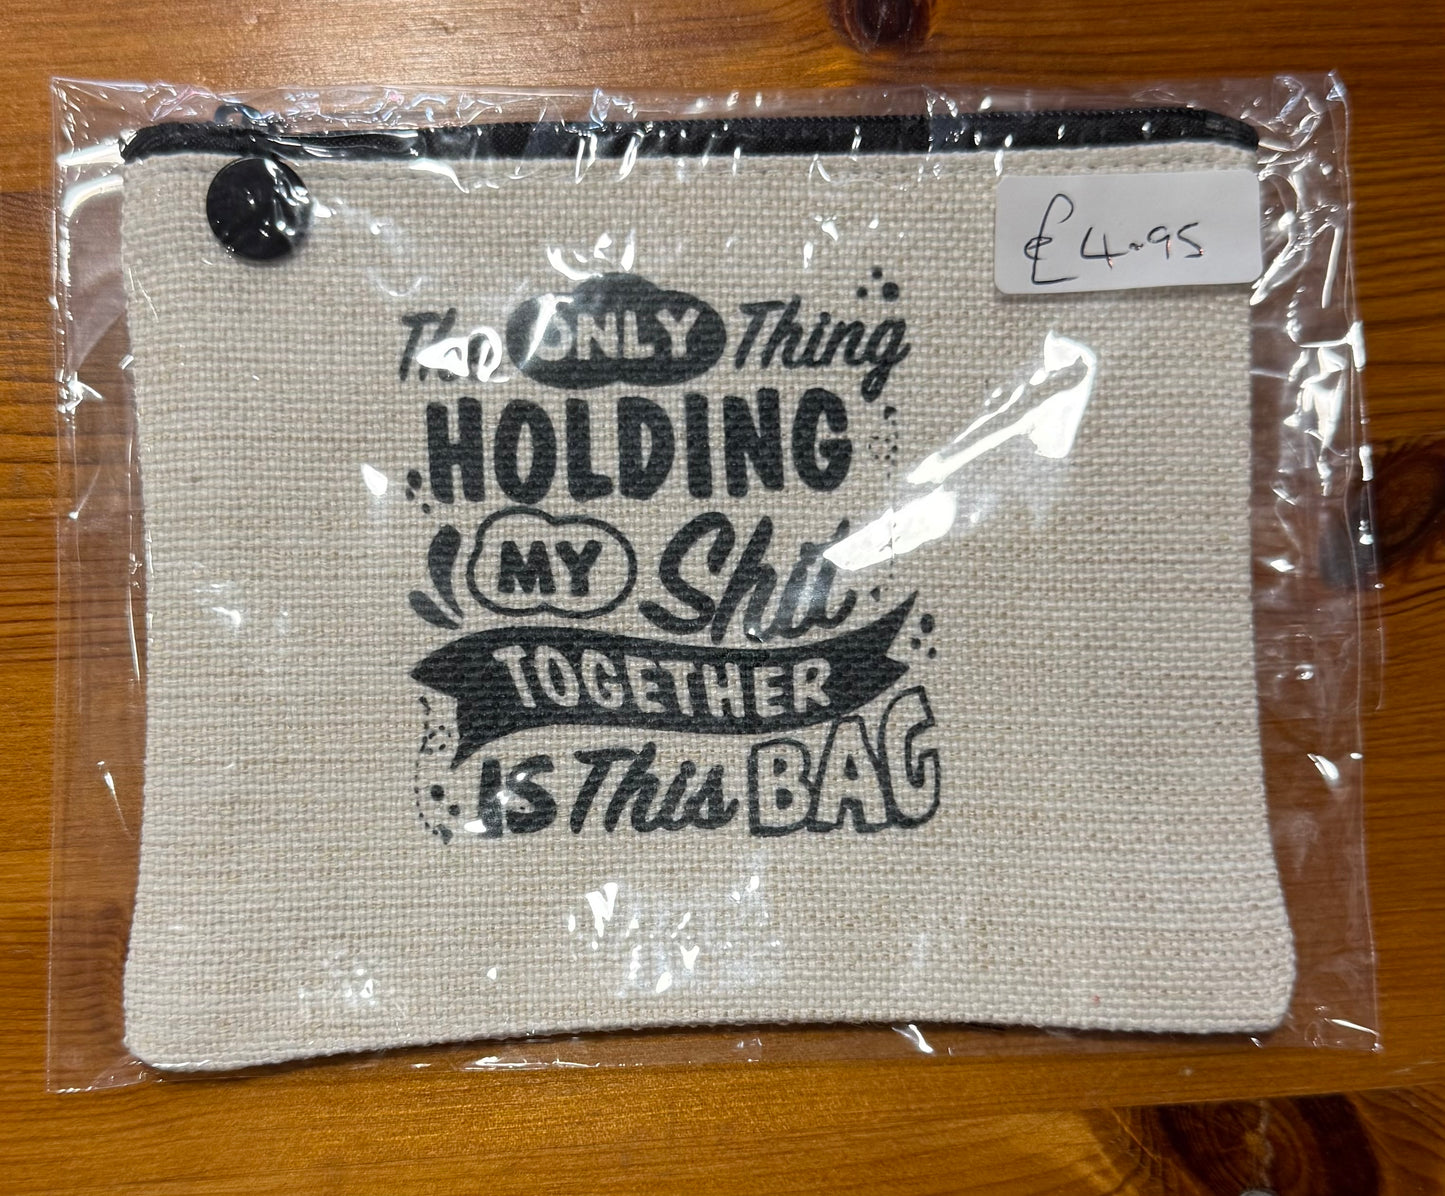 £4.95
The ONLY Thing
HOLDING
MY Shit
TOGETHER
IS This BAG